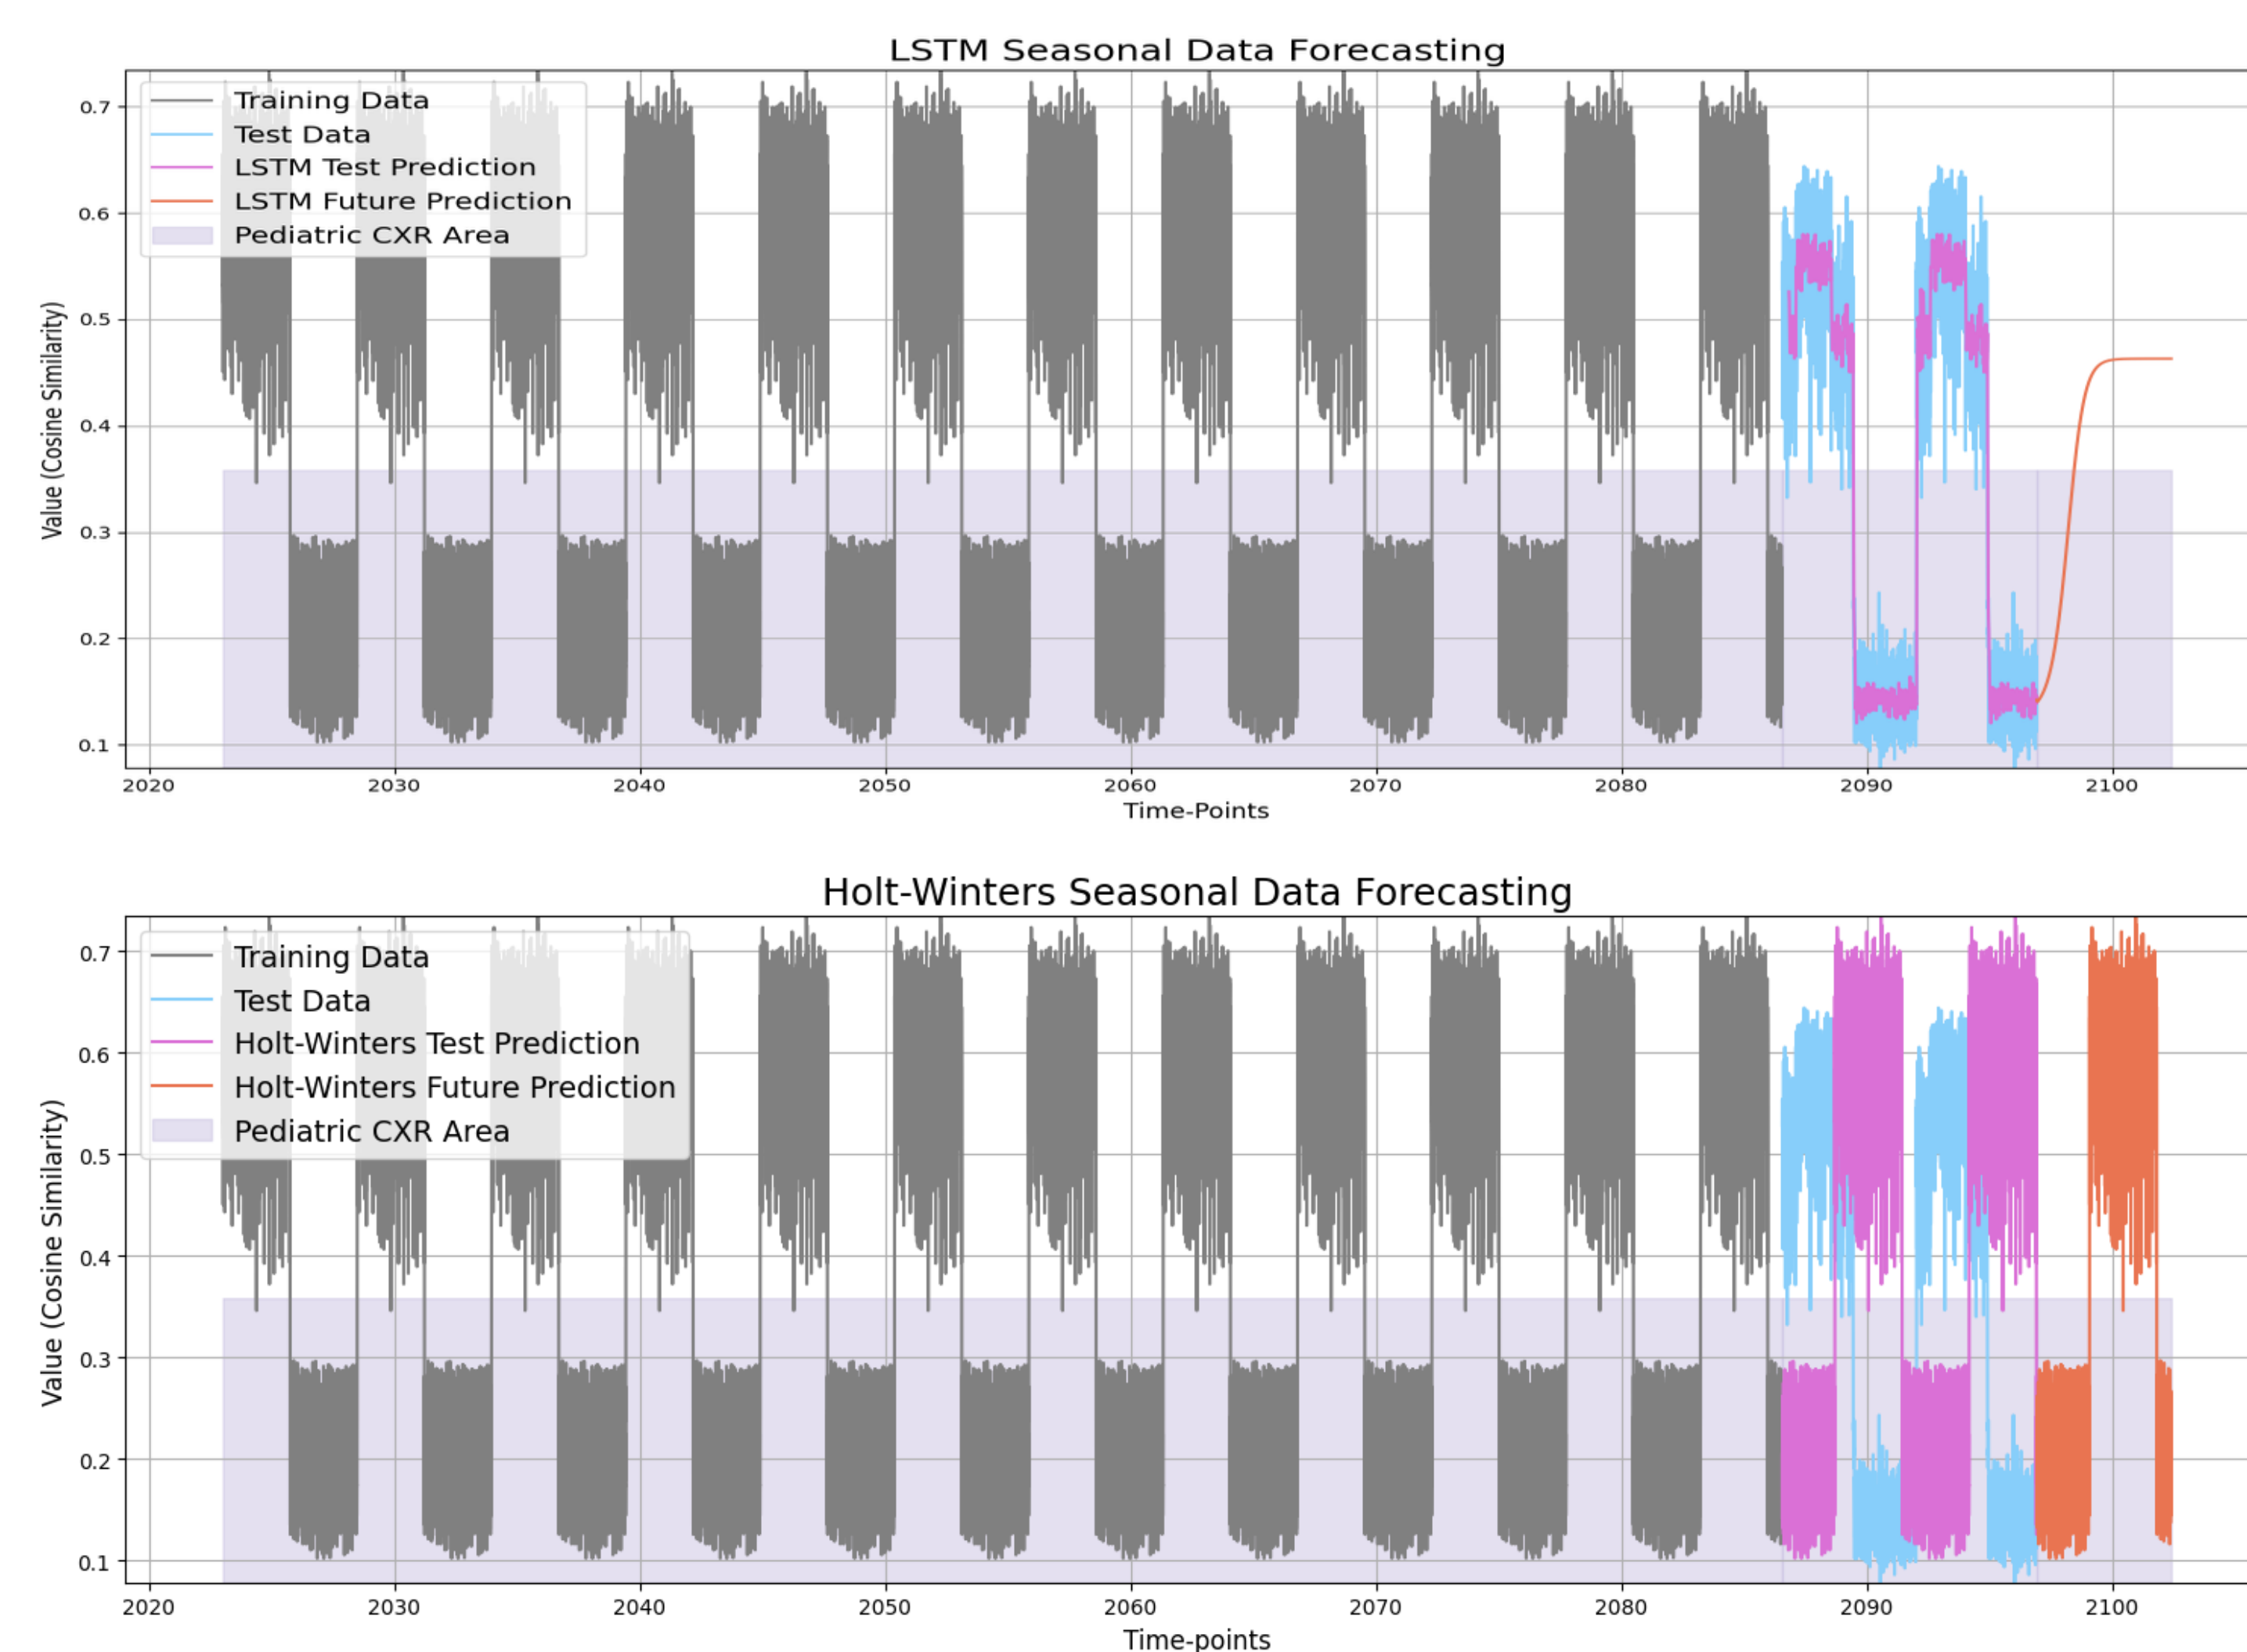 LSTM Seasonal Data Forecasting
Training Data
Test Data
LSTM Test Prediction
LSTM Future Prediction
Pediatric CXR Area
Value (Cosine Similarity)
0.7
0.6
0.5
0.4
0.3
0.2
0.1
2020 2030 2040 2050 2060 2070 2080 2090 2100
Time-Points
Holt-Winters Seasonal Data Forecasting
Training Data
Test Data
Holt-Winters Test Prediction
Holt-Winters Future Prediction
Pediatric CXR Area
Value (Cosine Similarity)
0.7
0.6
0.5
0.4
0.3
0.2
0.1
2020 2030 2040 2050 2060 2070 2080 2090 2100
Time-points